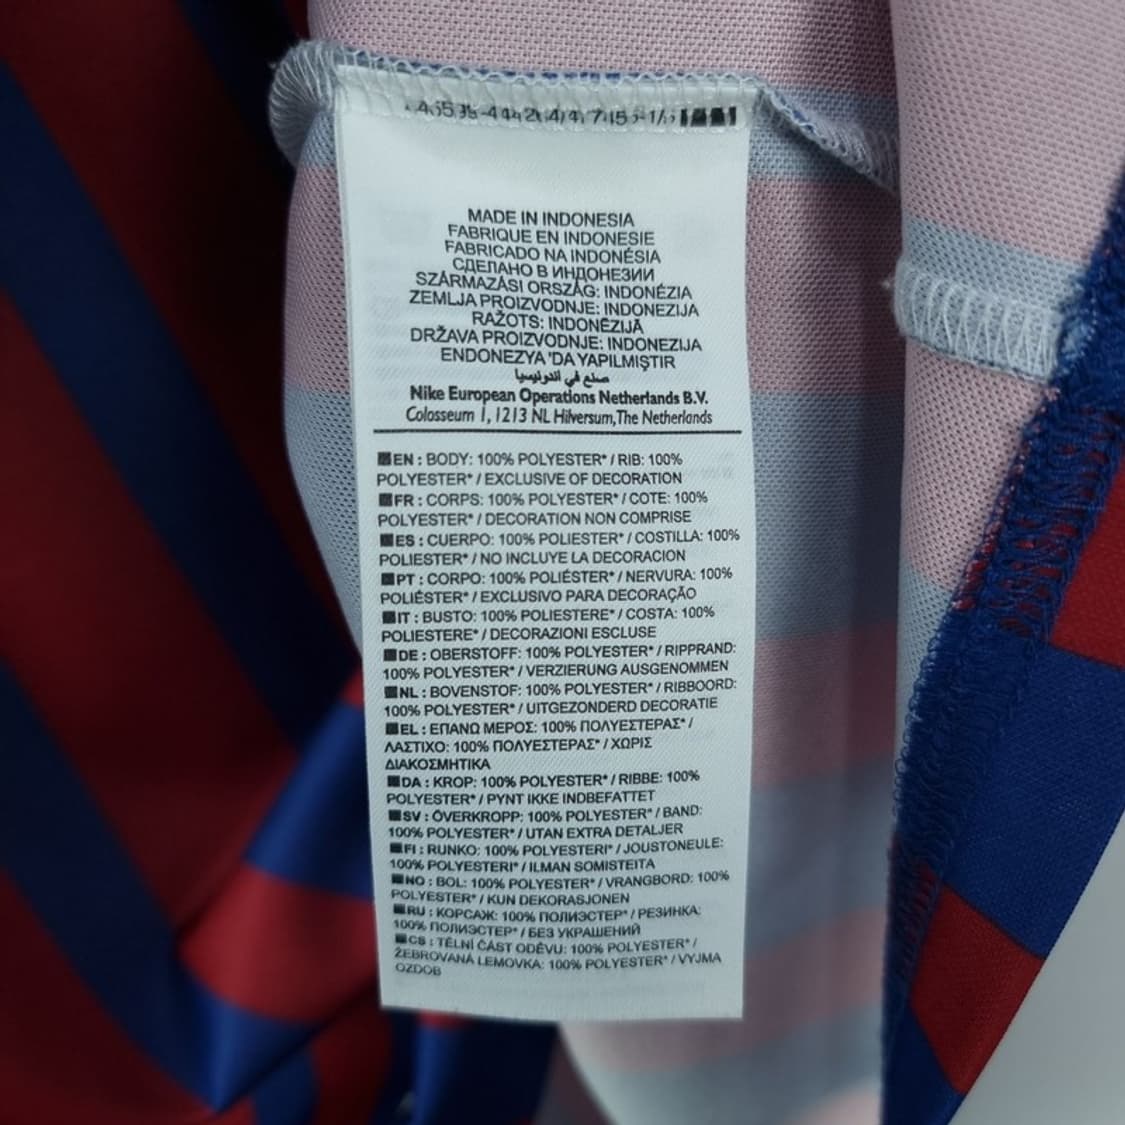 MADE IN INDONESIA
FABRIQUE EN INDONESIE
FABRICADO NA INDONÉSIA
СДЕЛАНО В ИНДОНЕЗИИ
SZÁRMAZÁSI ORSZÁG: INDONÉZIA
ZEMLJA PROIZVODNJE: INDONEZIJA
RAŽOTS: INDONĒZIJĀ
DRŽAVA PROIZVODNJE: INDONEZIJA
ENDONEZYA 'DA YAPILMIŞTIR
صنع في أندونيسيا
Nike European Operations Netherlands B.V.
Colosseum 1, 1213 NL Hilversum, The Netherlands
EN : BODY: 100% POLYESTER* / RIB: 100%
POLYESTER* / EXCLUSIVE OF DECORATION
FR : CORPS: 100% POLYESTER* / COTE: 100%
POLYESTER* / DECORATION NON COMPRISE
ES : CUERPO: 100% POLIESTER* / COSTILLA: 100%
POLIESTER* / NO INCLUYE LA DECORACION
PT : CORPO: 100% POLIÉSTER* / NERVURA: 100%
POLIÉSTER* / EXCLUSIVO PARA DECORAÇÃO
IT : BUSTO: 100% POLIESTERE* / COSTA: 100%
POLIESTERE* / DECORAZIONI ESCLUSE
DE : OBERSTOFF: 100% POLYESTER* / RIPPRAND:
100% POLYESTER* / VERZIERUNG AUSGENOMMEN
NL : BOVENSTOF: 100% POLYESTER* / RIBBOORD:
100% POLYESTER* / UITGEZONDERD DECORATIE
EL : ΕΠΑΝΩ ΜΕΡΟΣ: 100% ΠΟΛΥΕΣΤΕΡΑΣ* /
ΛΑΣΤΙΧΟ: 100% ΠΟΛΥΕΣΤΕΡΑΣ* / ΧΩΡΙΣ
ΔΙΑΚΟΣΜΗΤΙΚΑ
DA : KROP: 100% POLYESTER* / RIBBE: 100%
POLYESTER* / PYNT IKKE INDBEFATTET
SV : ÖVERKROPP: 100% POLYESTER* / BAND:
100% POLYESTER* / UTAN EXTRA DETALJER
FI : RUNKO: 100% POLYESTERI* / JOUSTONEULE:
100% POLYESTERI* / ILMAN SOMISTEITA
NO : BOL: 100% POLYESTER* / VRANGBORD: 100%
POLYESTER* / KUN DEKORASJONEN
RU : КОРСАЖ: 100% ПОЛИЭСТЕР* / РЕЗИНКА:
100% ПОЛИЭСТЕР* / БЕЗ УКРАШЕНИЙ
CS : TĚLNÍ ČÁST ODĚVU: 100% POLYESTER* /
ŽEBROVANÁ LEMOVKA: 100% POLYESTER* / VYJMA
OZDOB